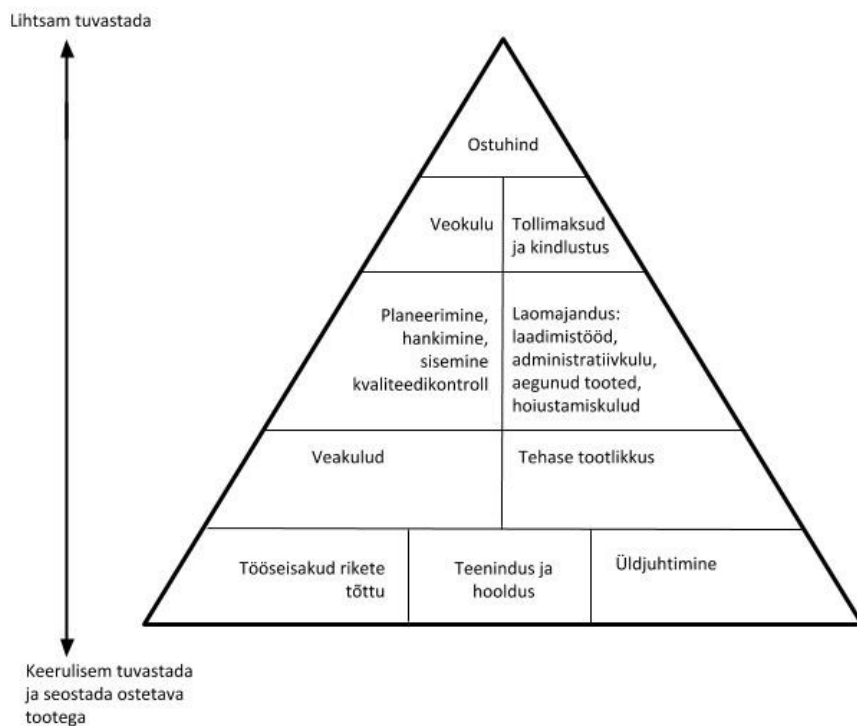 Lihtsam tuvastada
Ostuhind
Veokulu
Tollimaksud
ja kindlustus
Planeerimine,
hankimine,
sisemine
kvaliteedikontroll
Laomajandus:
laadimistööd,
administratiivkulu,
aegunud tooted,
hoiustamiskulud
Veakulud
Tehase tootlikkus
Tööseisakud rikete
tõttu
Teenindus ja
hooldus
Üldjuhtimine
Keerulisem tuvastada
ja seostada ostetava
tootega